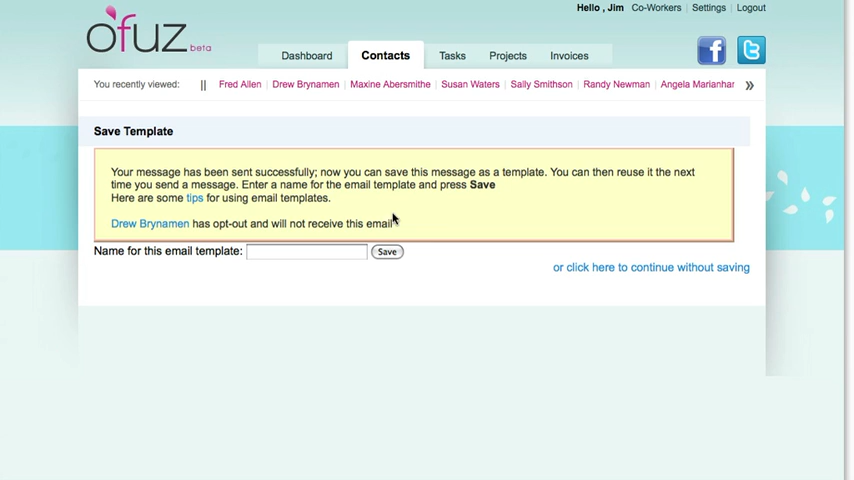 Hello , Jim Co-Workers Settings Logout
ofuz beta
Dashboard Contacts Tasks Projects Invoices
You recently viewed: || Fred Allen Drew Brynamen Maxine Abersmithe Susan Waters Sally Smithson Randy Newman Angela Marianhar »
Save Template
Your message has been sent successfully; now you can save this message as a template. You can then reuse it the next
time you send a message. Enter a name for the email template and press Save
Here are some tips for using email templates.
Drew Brynamen has opt-out and will not receive this email
Name for this email template: Save
or click here to continue without saving